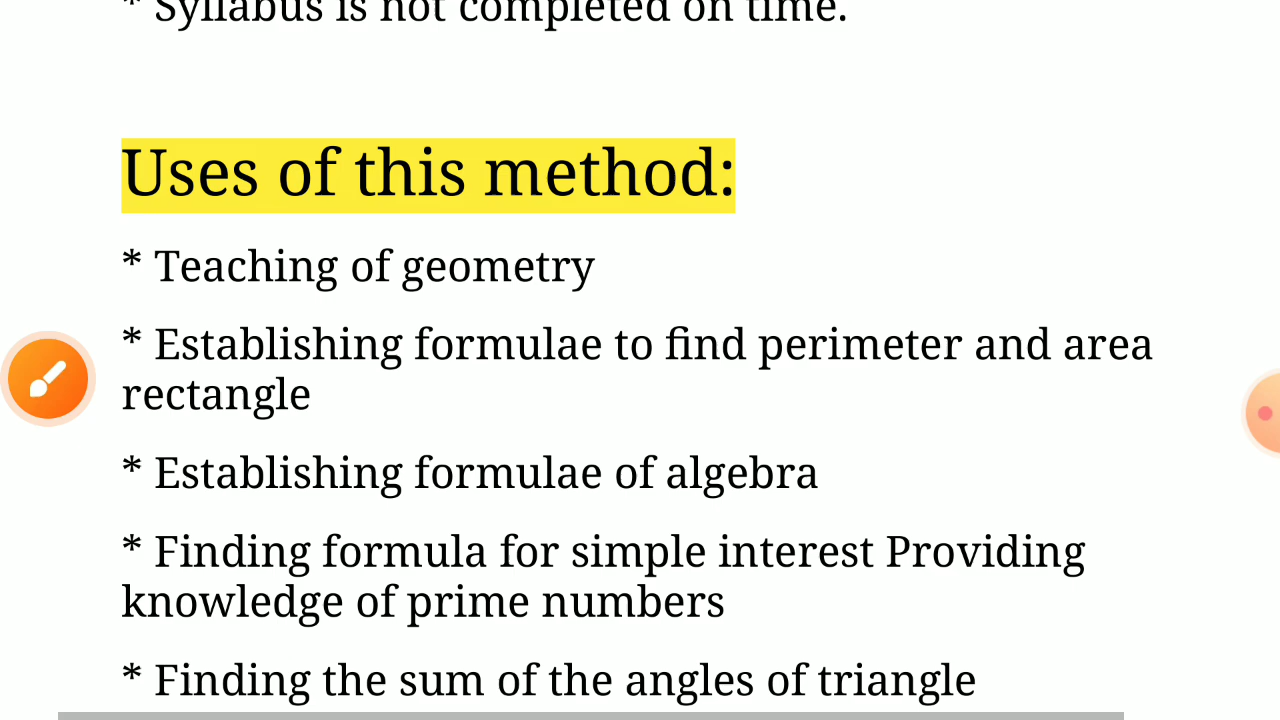 * Syllabus is not completed on time.
Uses of this method:
* Teaching of geometry
* Establishing formulae to find perimeter and area
rectangle
* Establishing formulae of algebra
* Finding formula for simple interest Providing
knowledge of prime numbers
* Finding the sum of the angles of triangle